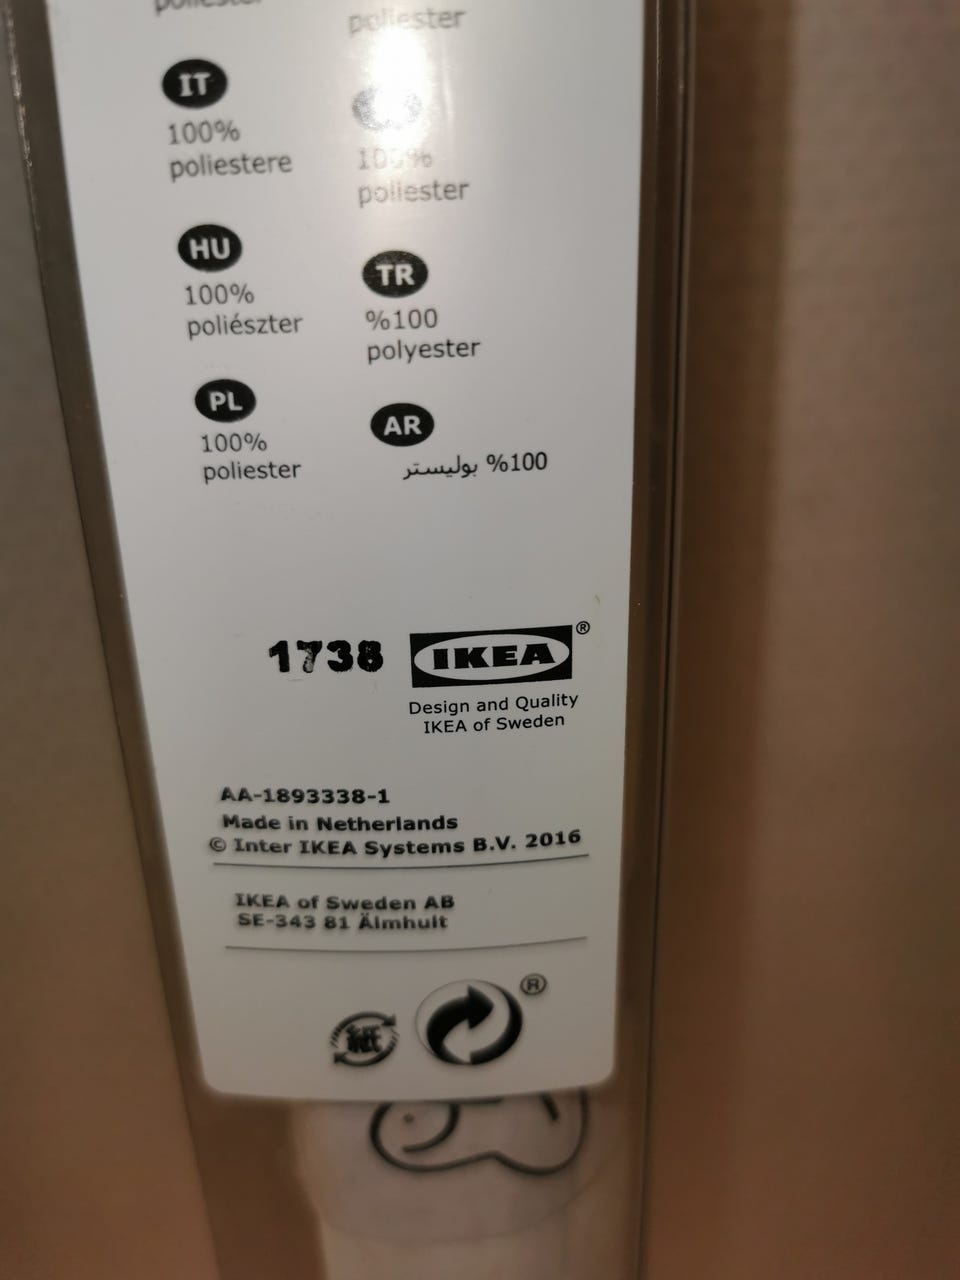 poliester
IT
100%
poliestere
HU
100%
poliészter
PL
100%
poliester
poliester
100%
poliester
TR
%100
polyester
AR
%100 بوليستر
1738 IKEA®
Design and Quality
IKEA of Sweden
AA-1893338-1
Made in Netherlands
© Inter IKEA Systems B.V. 2016
IKEA of Sweden AB
SE-343 81 Älmhult
®